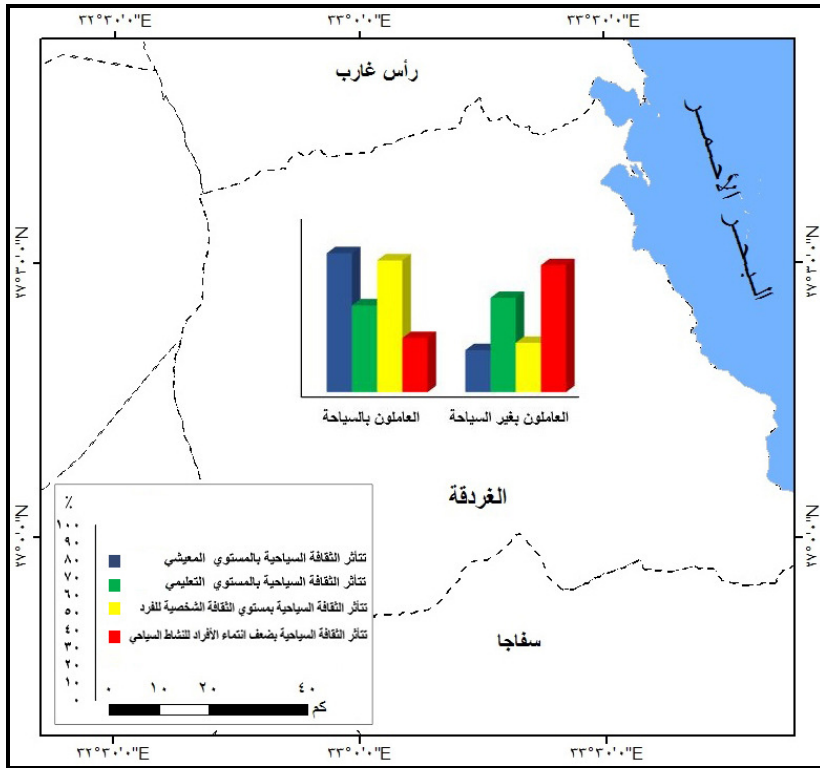 ٣٢°٣٠'٠"E ٣٣°٠'٠"E ٣٣°٣٠'٠"E
رأس غارب
البحر الأحمر
٢٧°٣٠'٠"N ٢٧°٣٠'٠"N
العاملون بالسياحة العاملون بغير السياحة
الغردقة
٢٧°٠'٠"N ٢٧°٠'٠"N
سفاجا
٪
١٠٠
٩٠
٨٠
٧٠
٦٠
٥٠
٤٠
٣٠
٢٠
١٠
٠
تتأثر الثقافة السياحية بالمستوي المعيشي
تتأثر الثقافة السياحية بالمستوي التعليمي
تتأثر الثقافة السياحية بمستوي الثقافة الشخصية للفرد
تتأثر الثقافة السياحية بضعف انتماء الأفراد للنشاط السياحي
٠ ١٠ ٢٠ ٤٠
كم
٣٢°٣٠'٠"E ٣٣°٠'٠"E ٣٣°٣٠'٠"E